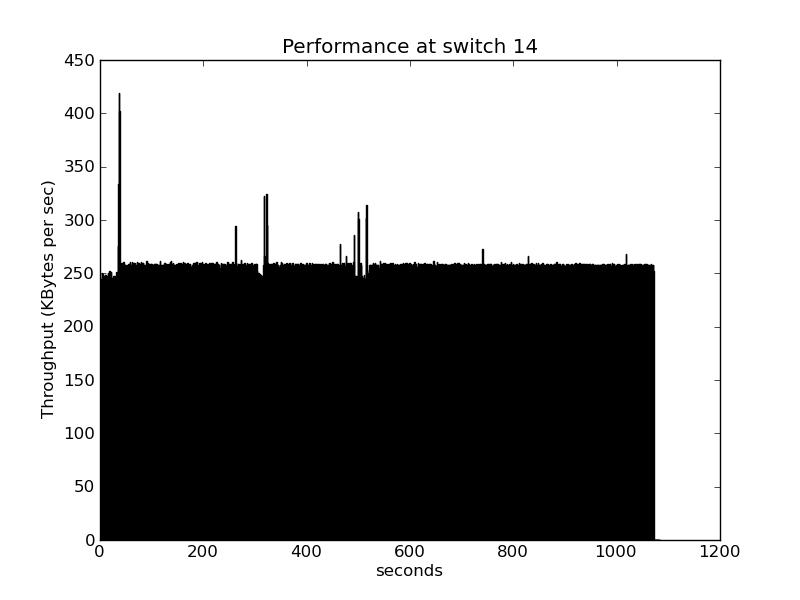 Performance at switch 14
450
400
350
300
250
200
150
100
50
0
Throughput (KBytes per sec)
0 200 400 600 800 1000 1200
seconds